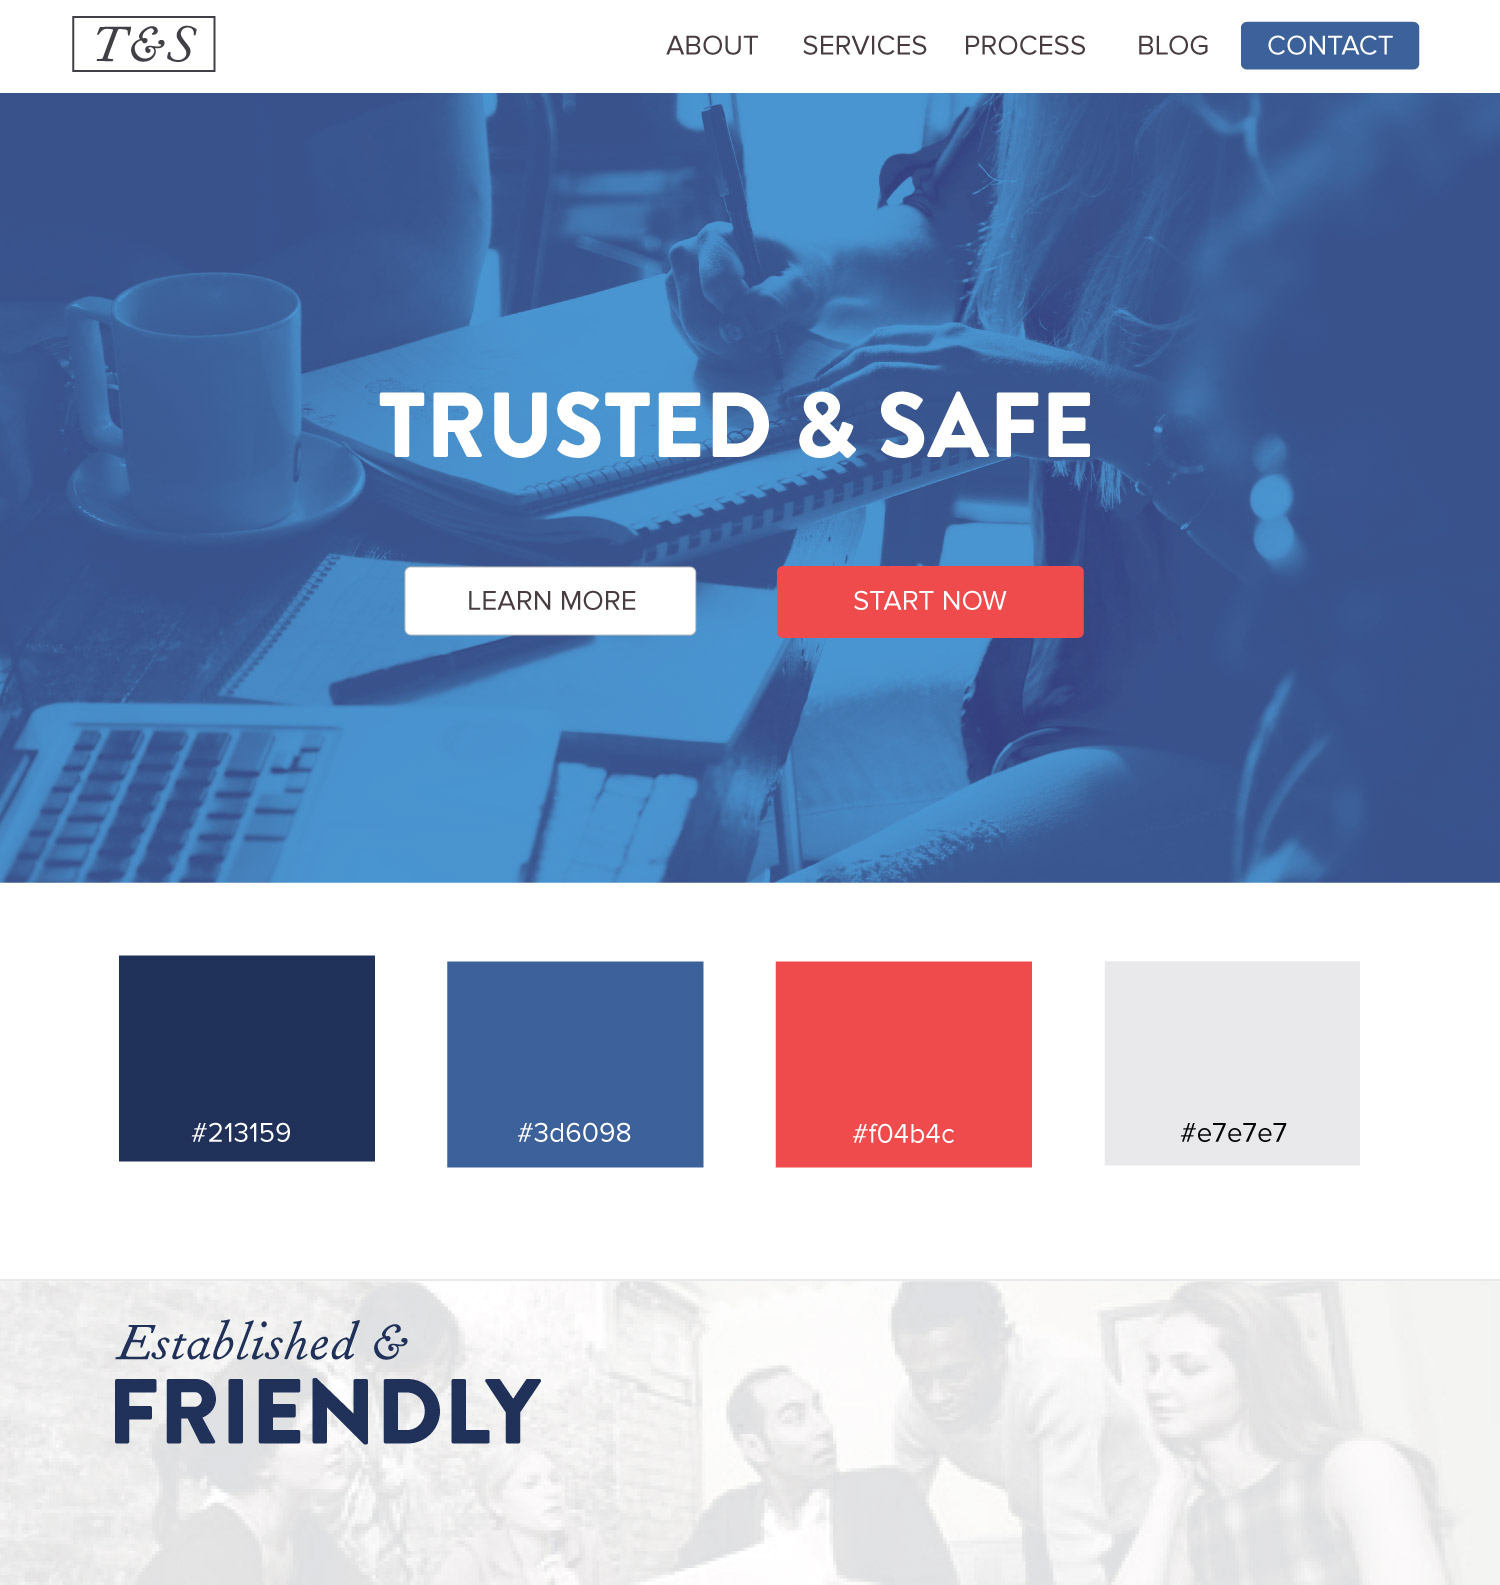 T&S
ABOUT SERVICES PROCESS BLOG CONTACT
TRUSTED & SAFE
LEARN MORE START NOW
#213159 #3d6098 #f04b4c #e7e7e7
Established &
FRIENDLY